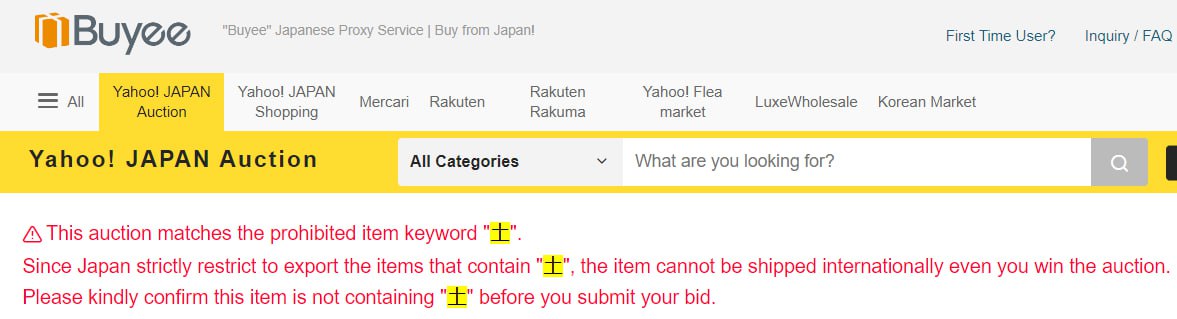 Buyee
"Buyee" Japanese Proxy Service | Buy from Japan!
First Time User?
Inquiry / FAQ
All
Yahoo! JAPAN
Auction
Yahoo! JAPAN
Shopping
Mercari
Rakuten
Rakuten
Rakuma
Yahoo! Flea
market
LuxeWholesale
Korean Market
Yahoo! JAPAN Auction
All Categories
What are you looking for?
This auction matches the prohibited item keyword "土".
Since Japan strictly restrict to export the items that contain "土", the item cannot be shipped internationally even you win the auction.
Please kindly confirm this item is not containing "土" before you submit your bid.